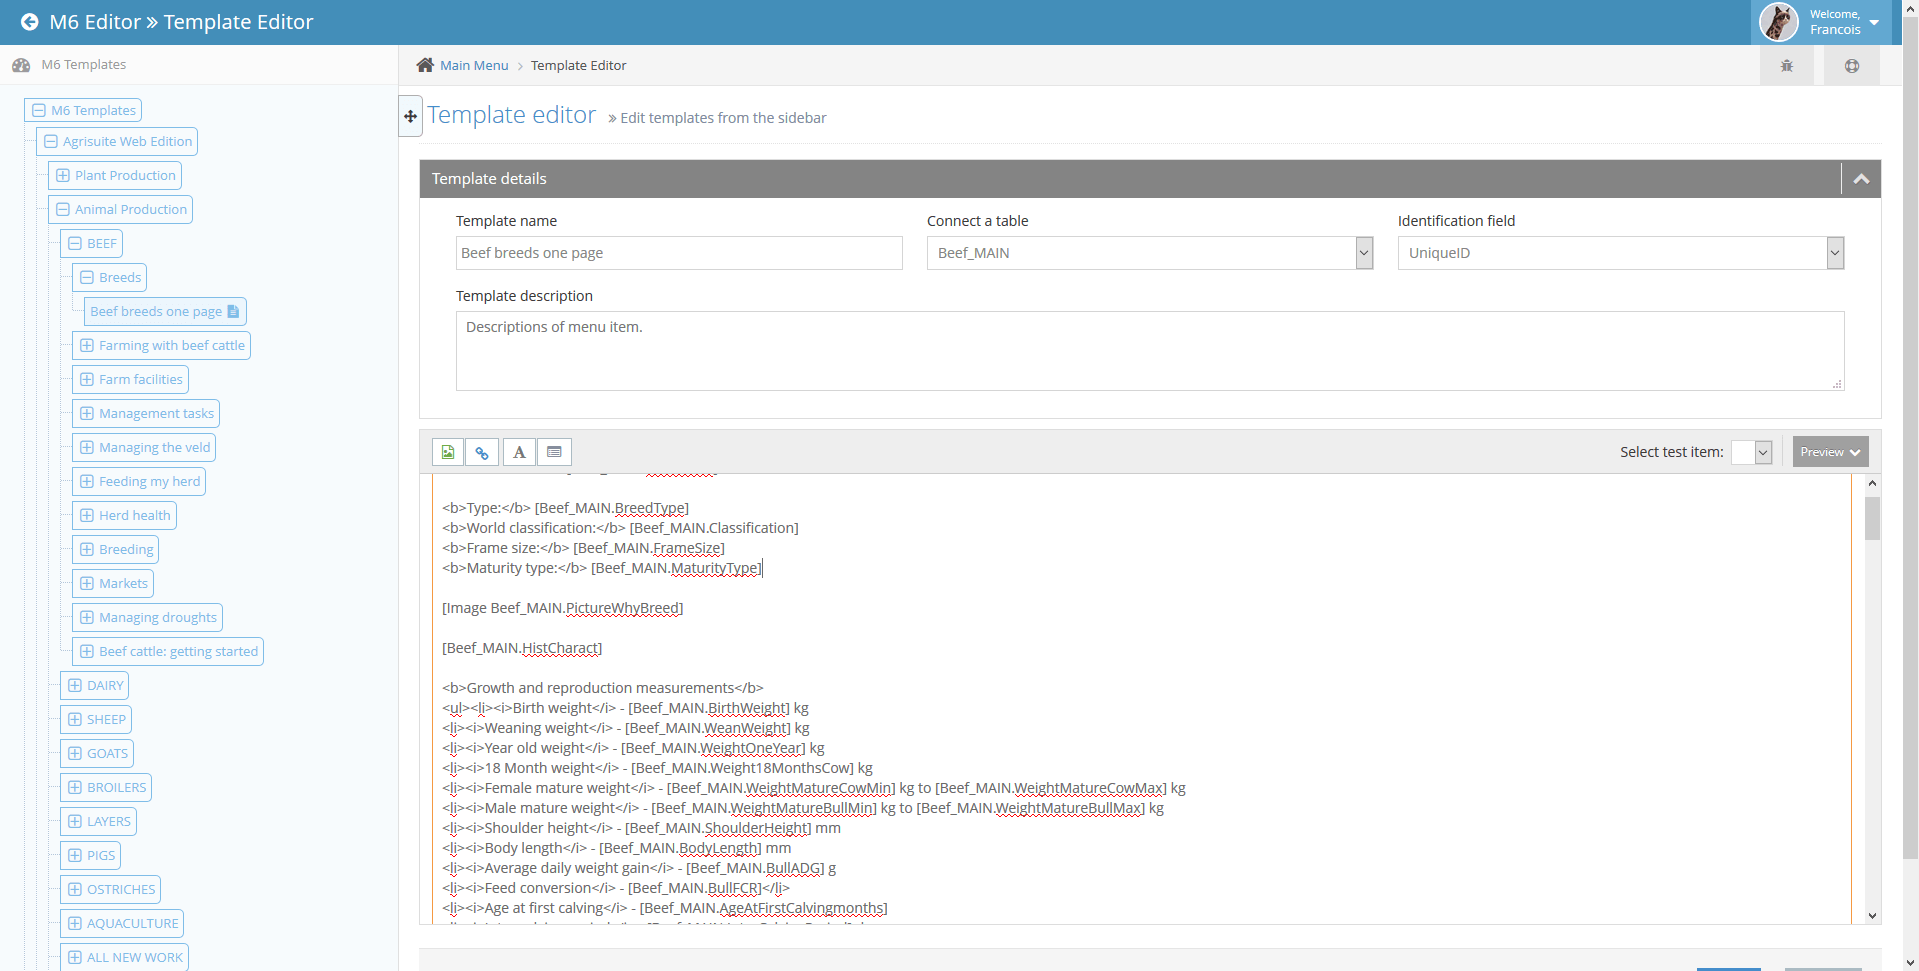 M6 Editor » Template Editor
Welcome,
Francois
M6 Templates
Main Menu > Template Editor
M6 Templates
Agrisuite Web Edition
Plant Production
Animal Production
BEEF
Breeds
Beef breeds one page
Farming with beef cattle
Farm facilities
Management tasks
Managing the veld
Feeding my herd
Herd health
Breeding
Markets
Managing droughts
Beef cattle: getting started
DAIRY
SHEEP
GOATS
BROILERS
LAYERS
PIGS
OSTRICHES
AQUACULTURE
ALL NEW WORK
Template editor » Edit templates from the sidebar
Template details
Template name
Connect a table
Identification field
Beef breeds one page
Beef_MAIN
UniqueID
Template description
Descriptions of menu item.
A
Select test item:
Preview
<b>Type:</b> [Beef_MAIN.BreedType]
<b>World classification:</b> [Beef_MAIN.Classification]
<b>Frame size:</b> [Beef_MAIN.FrameSize]
<b>Maturity type:</b> [Beef_MAIN.MaturityType]
[Image Beef_MAIN.PictureWhyBreed]
[Beef_MAIN.HistCharact]
<b>Growth and reproduction measurements</b>
<ul><li><i>Birth weight</i> - [Beef_MAIN.BirthWeight] kg
<li><i>Weaning weight</i> - [Beef_MAIN.WeanWeight] kg
<li><i>Year old weight</i> - [Beef_MAIN.WeightOneYear] kg
<li><i>18 Month weight</i> - [Beef_MAIN.Weight18MonthsCow] kg
<li><i>Female mature weight</i> - [Beef_MAIN.WeightMatureCowMin] kg to [Beef_MAIN.WeightMatureCowMax] kg
<li><i>Male mature weight</i> - [Beef_MAIN.WeightMatureBullMin] kg to [Beef_MAIN.WeightMatureBullMax] kg
<li><i>Shoulder height</i> - [Beef_MAIN.ShoulderHeight] mm
<li><i>Body length</i> - [Beef_MAIN.BodyLength] mm
<li><i>Average daily weight gain</i> - [Beef_MAIN.BullADG] g
<li><i>Feed conversion</i> - [Beef_MAIN.BullFCR]</li>
<li><i>Age at first calving</i> - [Beef_MAIN.AgeAtFirstCalvingmonths]